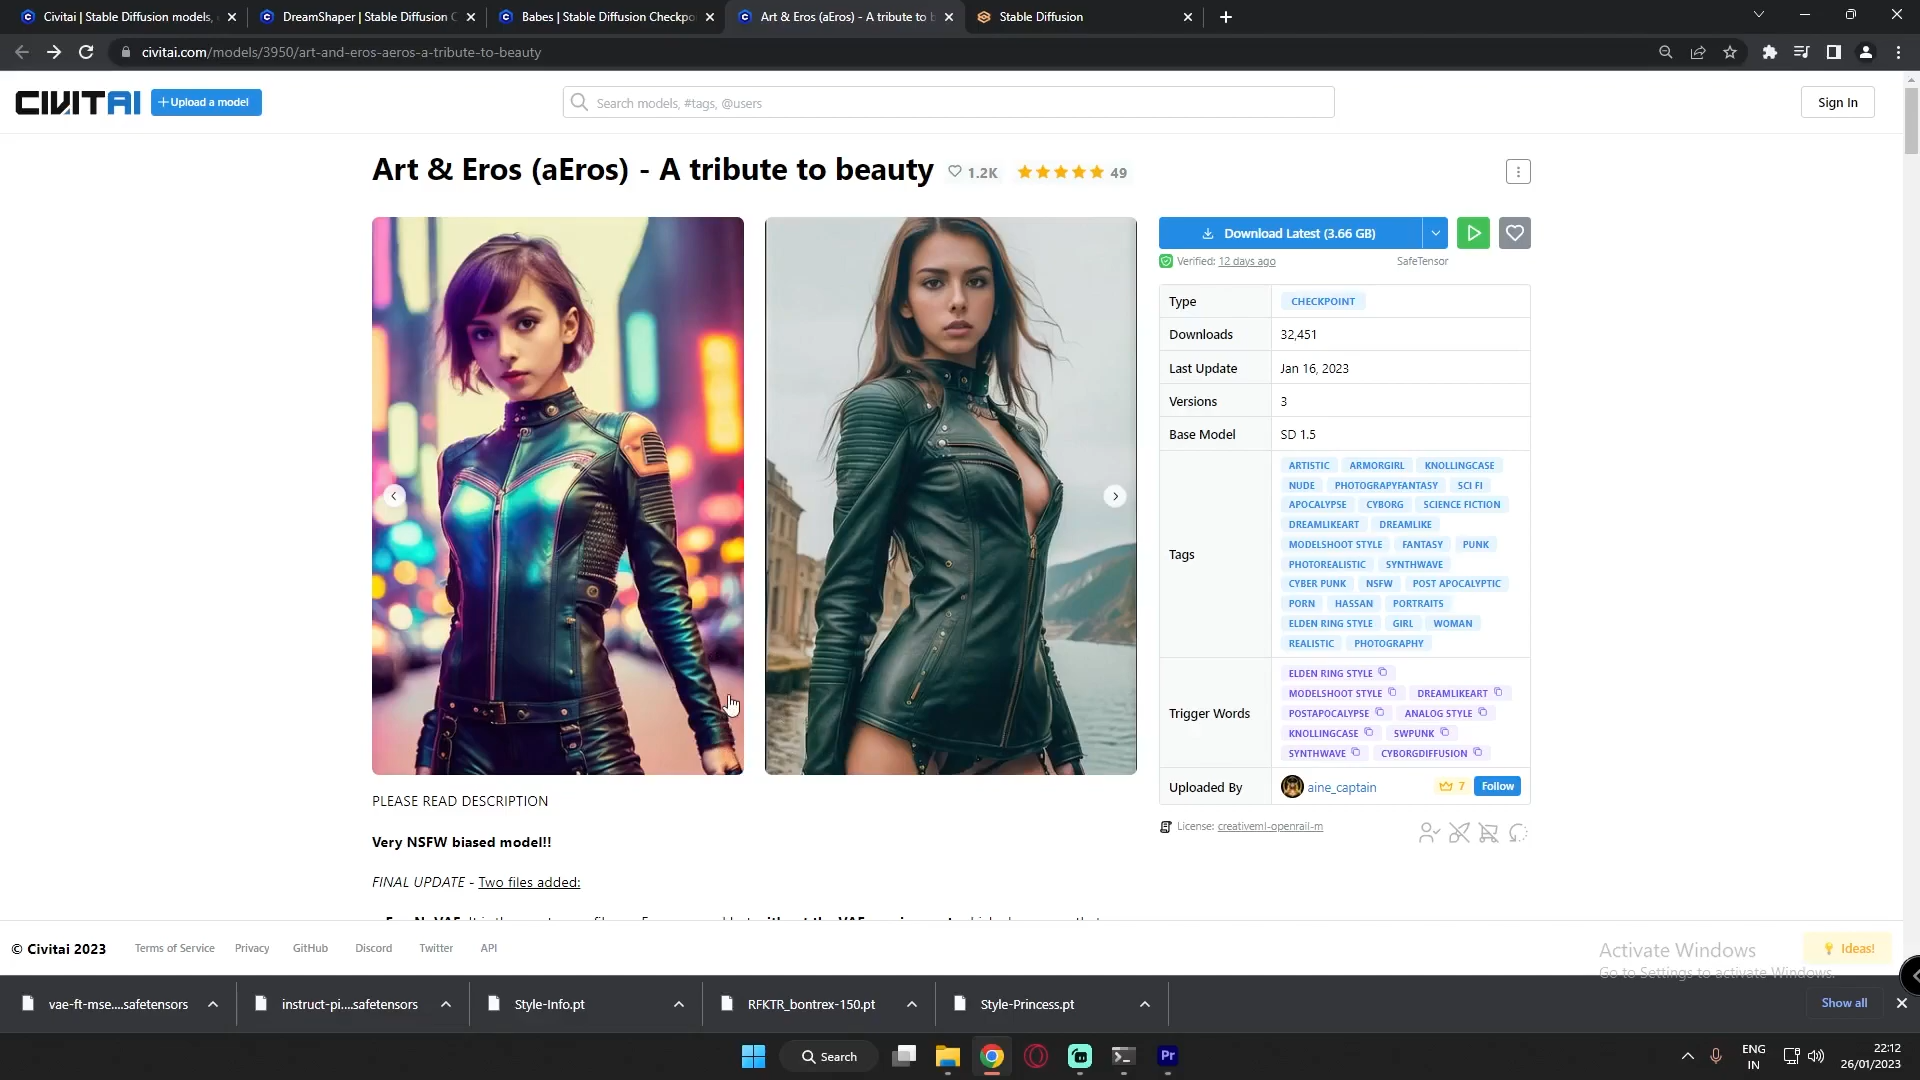 Civitai | Stable Diffusion models,
DreamShaper | Stable Diffusion C
Babes | Stable Diffusion Checkpo
Art & Eros (aEros) - A tribute to b
Stable Diffusion
civitai.com/models/3950/art-and-eros-aeros-a-tribute-to-beauty
CIVITAI
Upload a model
Search models, #tags, @users
Sign In
Art & Eros (aEros) - A tribute to beauty
1.2K
49
Download Latest (3.66 GB)
Verified: 12 days ago
SafeTensor
Type CHECKPOINT
Downloads 32,451
Last Update Jan 16, 2023
Versions 3
Base Model SD 1.5
Tags
ARTISTIC ARMORGIRL KNOLLINGCASE
NUDE PHOTOGRAPYFANTASY SCI FI
APOCALYPSE CYBORG SCIENCE FICTION
DREAMLIKEART DREAMLIKE
MODELSHOOT STYLE FANTASY PUNK
PHOTOREALISTIC SYNTHWAVE
CYBER PUNK NSFW POST APOCALYPTIC
PORN HASSAN PORTRAITS
ELDEN RING STYLE GIRL WOMAN
REALISTIC PHOTOGRAPHY
Trigger Words
ELDEN RING STYLE
MODELSHOOT STYLE DREAMLIKEART
POSTAPOCALYPSE ANALOG STYLE
KNOLLINGCASE SWPUNK
SYNTHWAVE CYBORGDIFFUSION
Uploaded By aine_captain 7 Follow
License: creativeml-openrail-m
PLEASE READ DESCRIPTION
Very NSFW biased model!!
FINAL UPDATE - Two files added:
© Civitai 2023 Terms of Service Privacy GitHub Discord Twitter API
Activate Windows
Go to Settings to activate Windows.
Ideas!
vae-ft-mse....safetensors
instruct-pi....safetensors
Style-Info.pt
RFKTR_bontrex-150.pt
Style-Princess.pt
Show all
Search
Pr
ENG
IN
22:12
26/01/2023